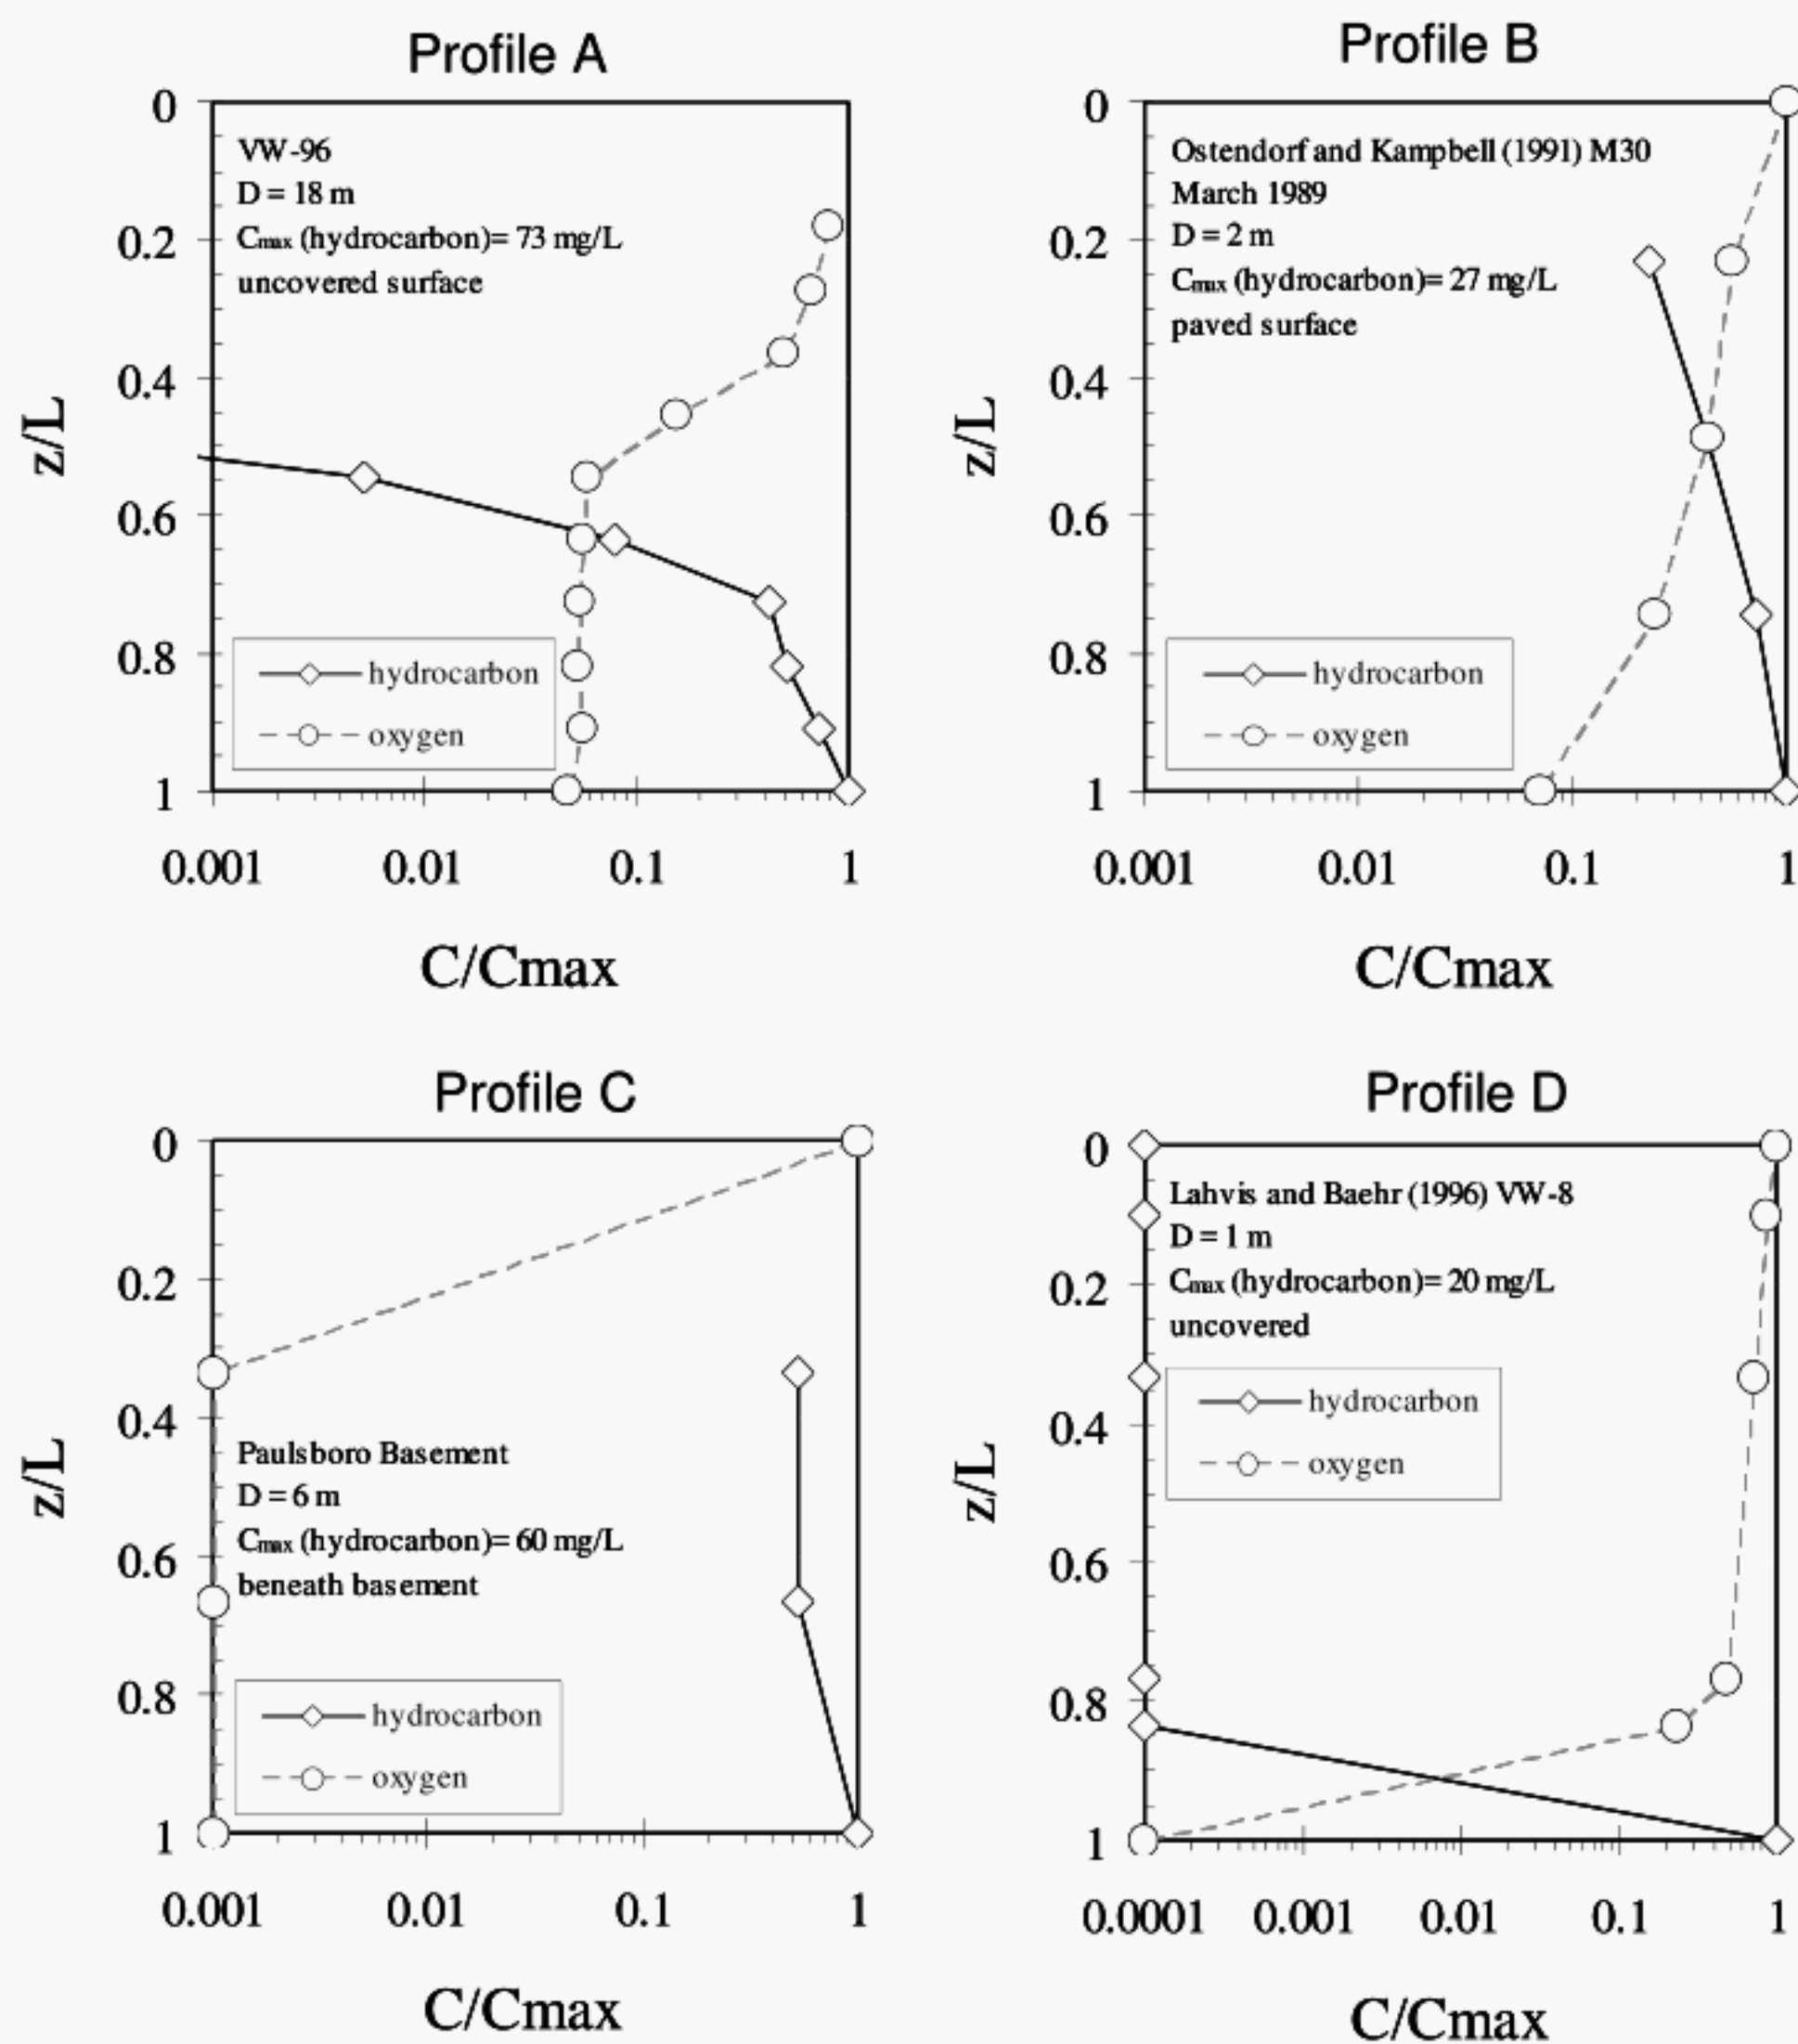 Profile A
0
0.2
0.4
0.6
0.8
1
z/L
VW-96
D = 18 m
Cmax (hydrocarbon)= 73 mg/L
uncovered surface
hydrocarbon
oxygen
0.001 0.01 0.1 1
C/Cmax
Profile B
0
0.2
0.4
0.6
0.8
1
z/L
Ostendorf and Kampbell (1991) M30
March 1989
D = 2 m
Cmax (hydrocarbon)= 27 mg/L
paved surface
hydrocarbon
oxygen
0.001 0.01 0.1 1
C/Cmax
Profile C
0
0.2
0.4
0.6
0.8
1
z/L
Paulsboro Basement
D = 6 m
Cmax (hydrocarbon)= 60 mg/L
beneath basement
hydrocarbon
oxygen
0.001 0.01 0.1 1
C/Cmax
Profile D
0
0.2
0.4
0.6
0.8
1
z/L
Lahvis and Baehr (1996) VW-8
D = 1 m
Cmax (hydrocarbon)= 20 mg/L
uncovered
hydrocarbon
oxygen
0.0001 0.001 0.01 0.1 1
C/Cmax